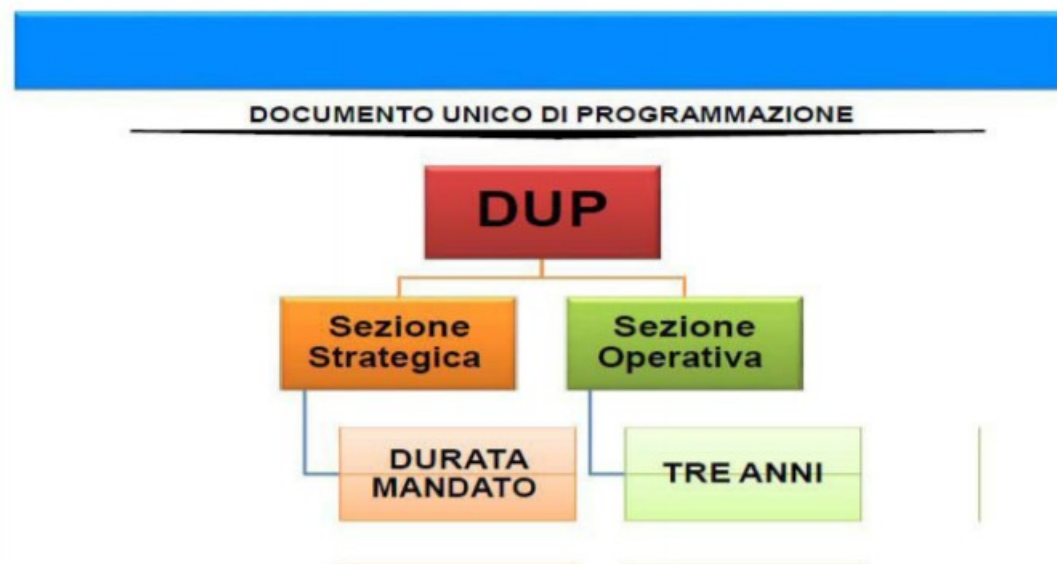 DOCUMENTO UNICO DI PROGRAMMAZIONE
DUP
Sezione
Strategica
Sezione
Operativa
DURATA
MANDATO
TRE ANNI